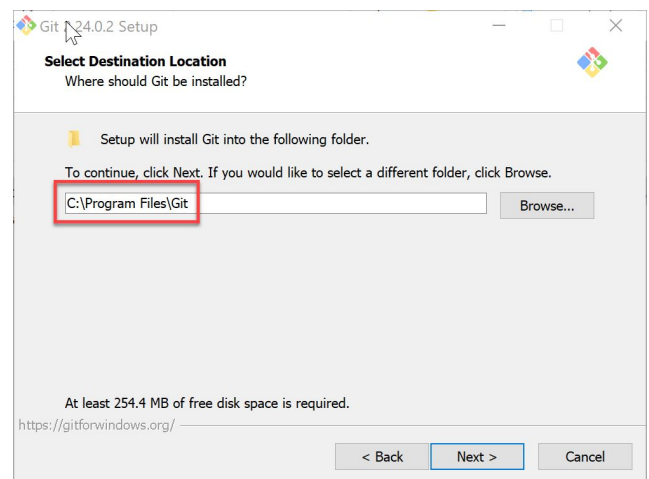 Git 2.24.0.2 Setup
Select Destination Location
Where should Git be installed?
Setup will install Git into the following folder.
To continue, click Next. If you would like to select a different folder, click Browse.
C:\Program Files\Git
Browse...
At least 254.4 MB of free disk space is required.
https://gitforwindows.org/
< Back
Next >
Cancel